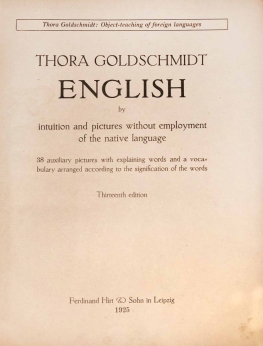 Thora Goldschmidt: Object-teaching of foreign languages
THORA GOLDSCHMIDT
ENGLISH
by
intuition and pictures without employment
of the native language
38 auxiliary pictures with explaining words and a voca-
bulary arranged according to the signification of the words
Thirteenth edition
Ferdinand Hirt & Sohn in Leipzig
1925